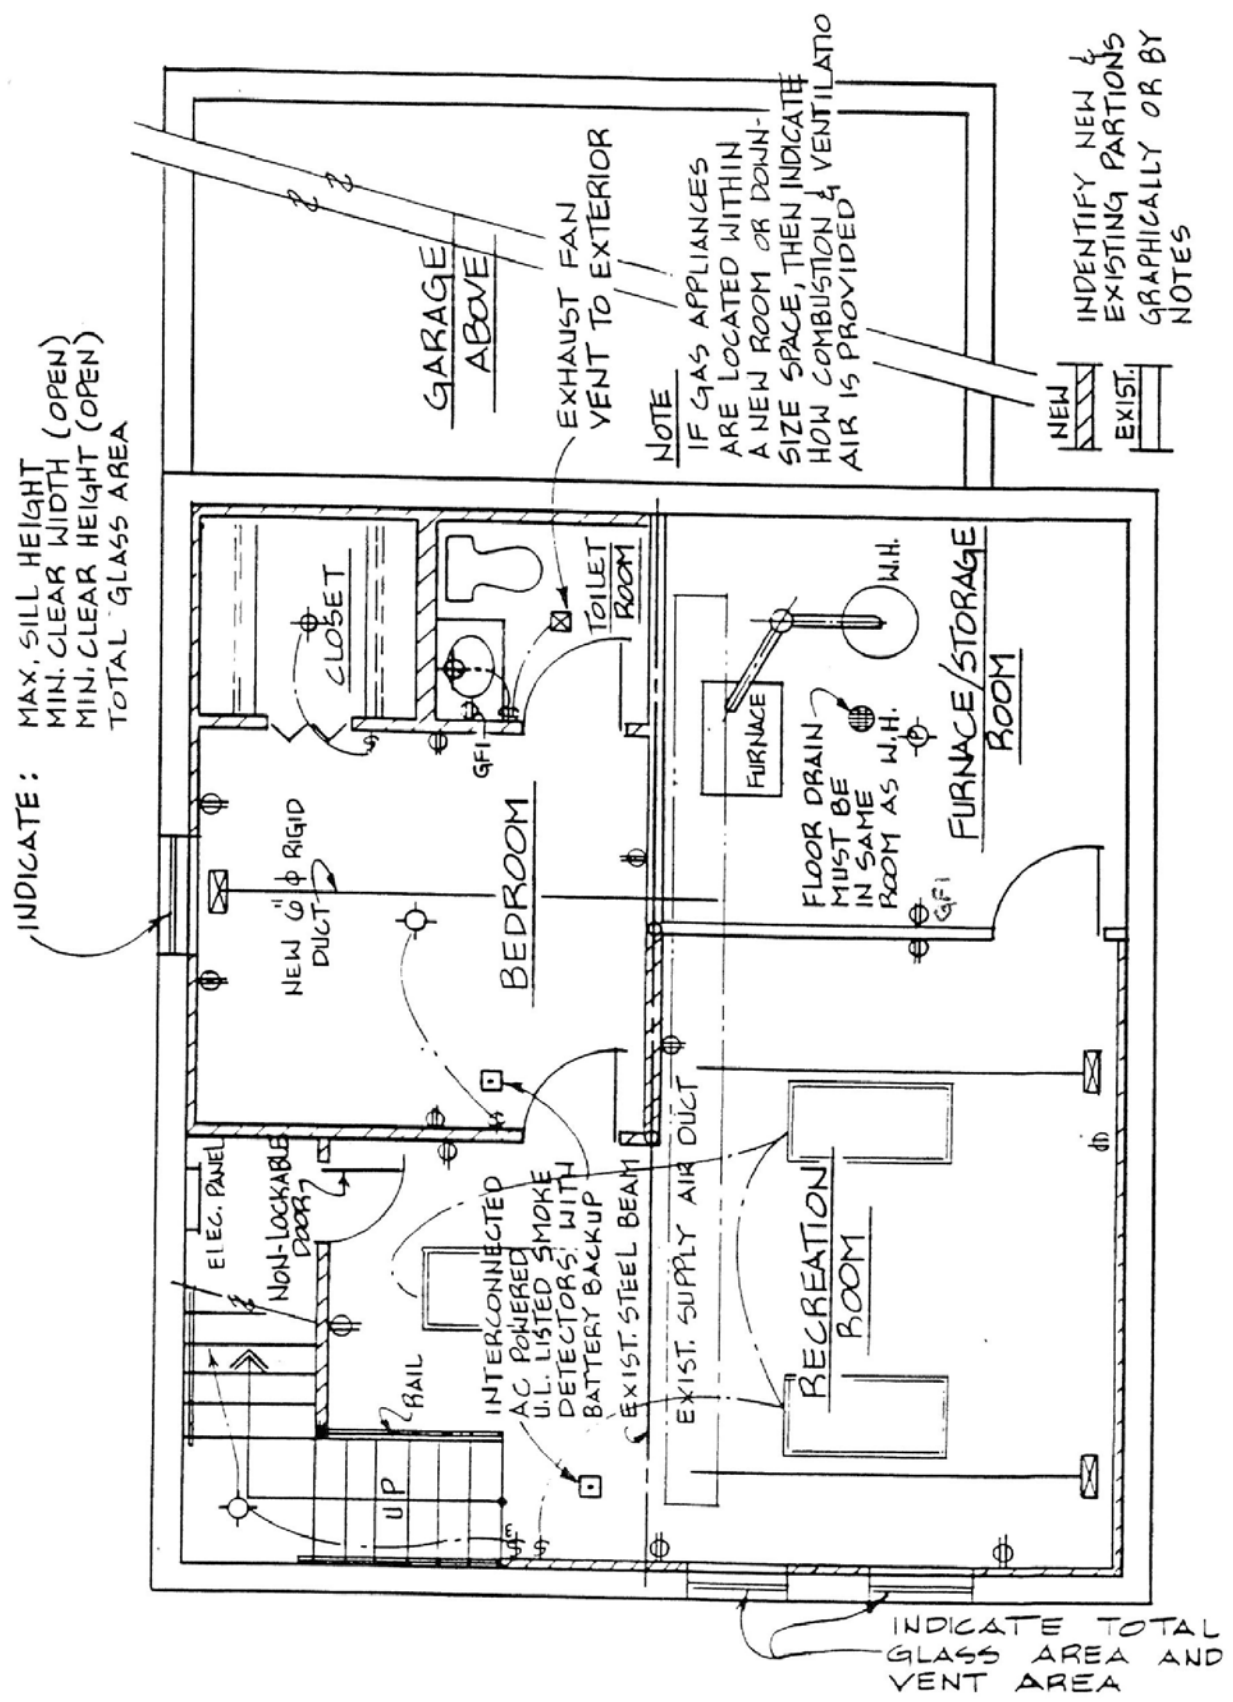 INDICATE: MAX. SILL HEIGHT
MIN. CLEAR WIDTH (OPEN)
MIN. CLEAR HEIGHT (OPEN)
TOTAL GLASS AREA
GARAGE
ABOVE
EXHAUST FAN
VENT TO EXTERIOR
NOTE
IF GAS APPLIANCES
ARE LOCATED WITHIN
A NEW ROOM OR DOWN-
SIZE SPACE, THEN INDICATE
HOW COMBUSTION & VENTILATIO
AIR IS PROVIDED
NEW
EXIST.
INDENTIFY NEW &
EXISTING PARTIONS
GRAPHICALLY OR BY
NOTES
CLOSET
TOILET
ROOM
GFI
NEW 6" ϕ RIGID
DUCT
BEDROOM
FURNACE
W.H.
FLOOR DRAIN
MUST BE
IN SAME
ROOM AS W.H.
FURNACE/STORAGE
ROOM
GFI
ELEC. PANEL
NON-LOCKABLE
DOOR
RAIL
UP
INTERCONNECTED
AC POWERED
U.L. LISTED SMOKE
DETECTORS WITH
BATTERY BACKUP
EXIST. STEEL BEAM
EXIST. SUPPLY AIR DUCT
RECREATION
ROOM
INDICATE TOTAL
GLASS AREA AND
VENT AREA